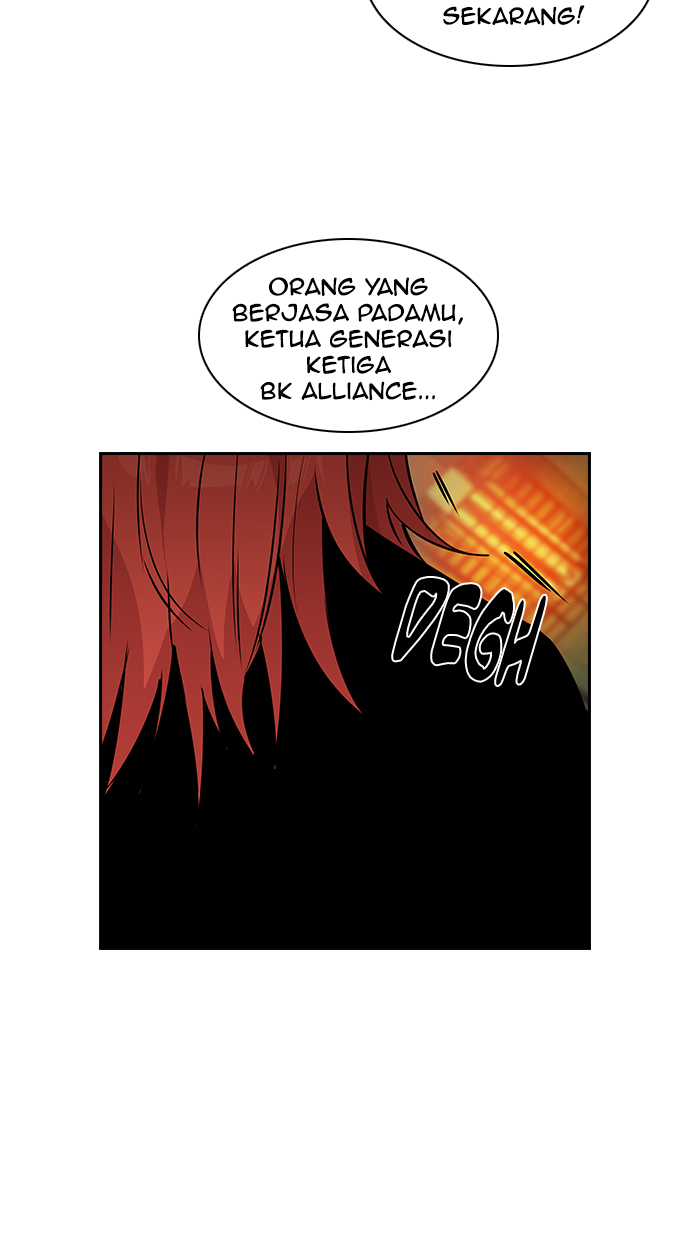 SEKARANG!
ORANG YANG
BERJASA PADAMU,
KETUA GENERASI
KETIGA
BK ALLIANCE...
DEGH